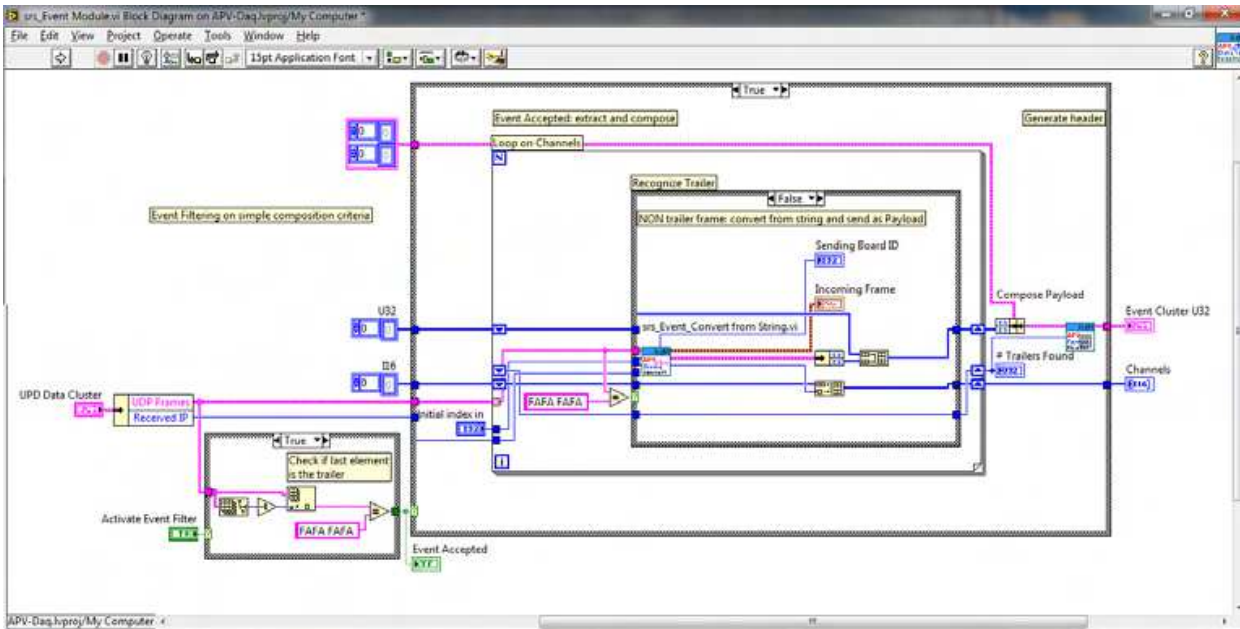 srs_Event Module.vi Block Diagram on APV-Daq.lvproj/My Computer *
File Edit View Project Operate Tools Window Help
15pt Application Font
True
Event Accepted: extract and compose
Generate header
Loop on Channels
N
Recognize Trailer
False
Event Filtering on simple composition criteria
NON trailer frame: convert from string and send as Payload
Sending Board ID
U32
Incoming Frame
Compose Payload
Event Cluster U32
U32
srs_Event_Convert from String.vi
# Trailers Found
U32
I16
Channels
I16
UPD Data Cluster
UDP Frames
Received IP
FAFA FAFA
Initial index in
True
i
Check if last element
is the trailer
Activate Event Filter
TF
FAFA FAFA
Event Accepted
TF
APV-Daq.lvproj/My Computer